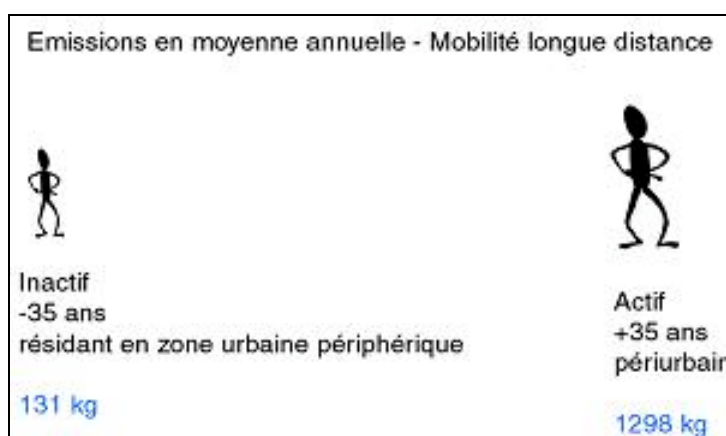 Emissions en moyenne annuelle - Mobilité longue distance
Inactif
-35 ans
résidant en zone urbaine périphérique
131 kg
Actif
+35 ans
1298 kg